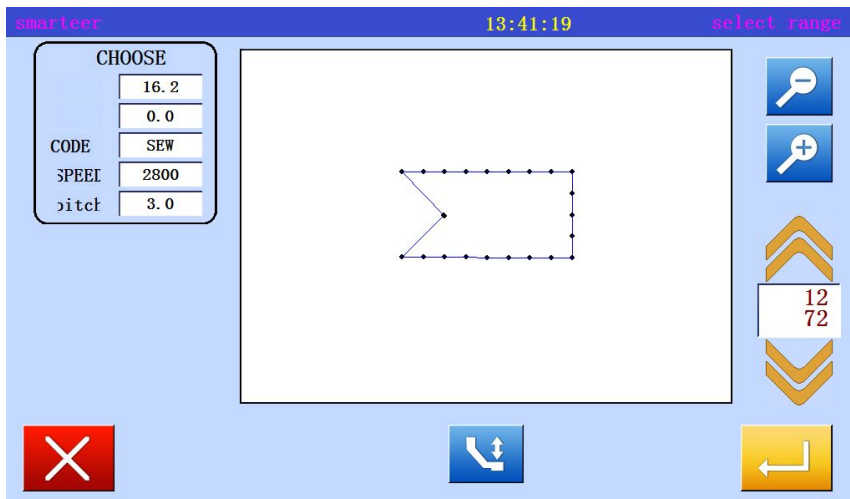 smarteer 13:41:19 select range
CHOOSE
16.2
0.0
CODE SEW
SPEED 2800
pitch 3.0
12
72